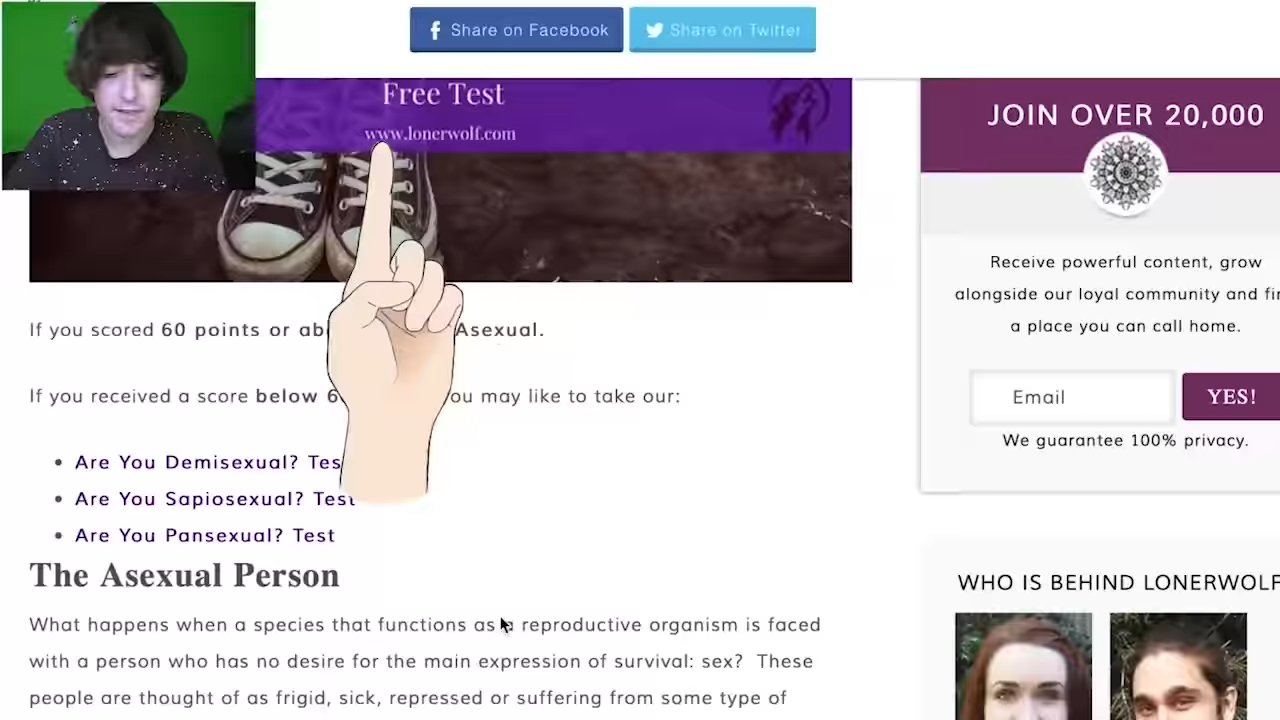 Share on Facebook
Share on Twitter
Free Test
www.lonerwolf.com
JOIN OVER 20,000
Receive powerful content, grow
alongside our loyal community and
a place you can call home.
Email
YES!
We guarantee 100% privacy.
If you scored 60 points or Asexual.
If you received a score below may like to take our:
Are You Demisexual?
Are You Sapiosexual? Test
Are You Pansexual? Test
The Asexual Person
What happens when a species that functions as a reproductive organism is faced
with a person who has no desire for the main expression of survival: sex? These
people are thought of as frigid, sick, repressed or suffering from some type of
WHO IS BEHIND LONERWOLF